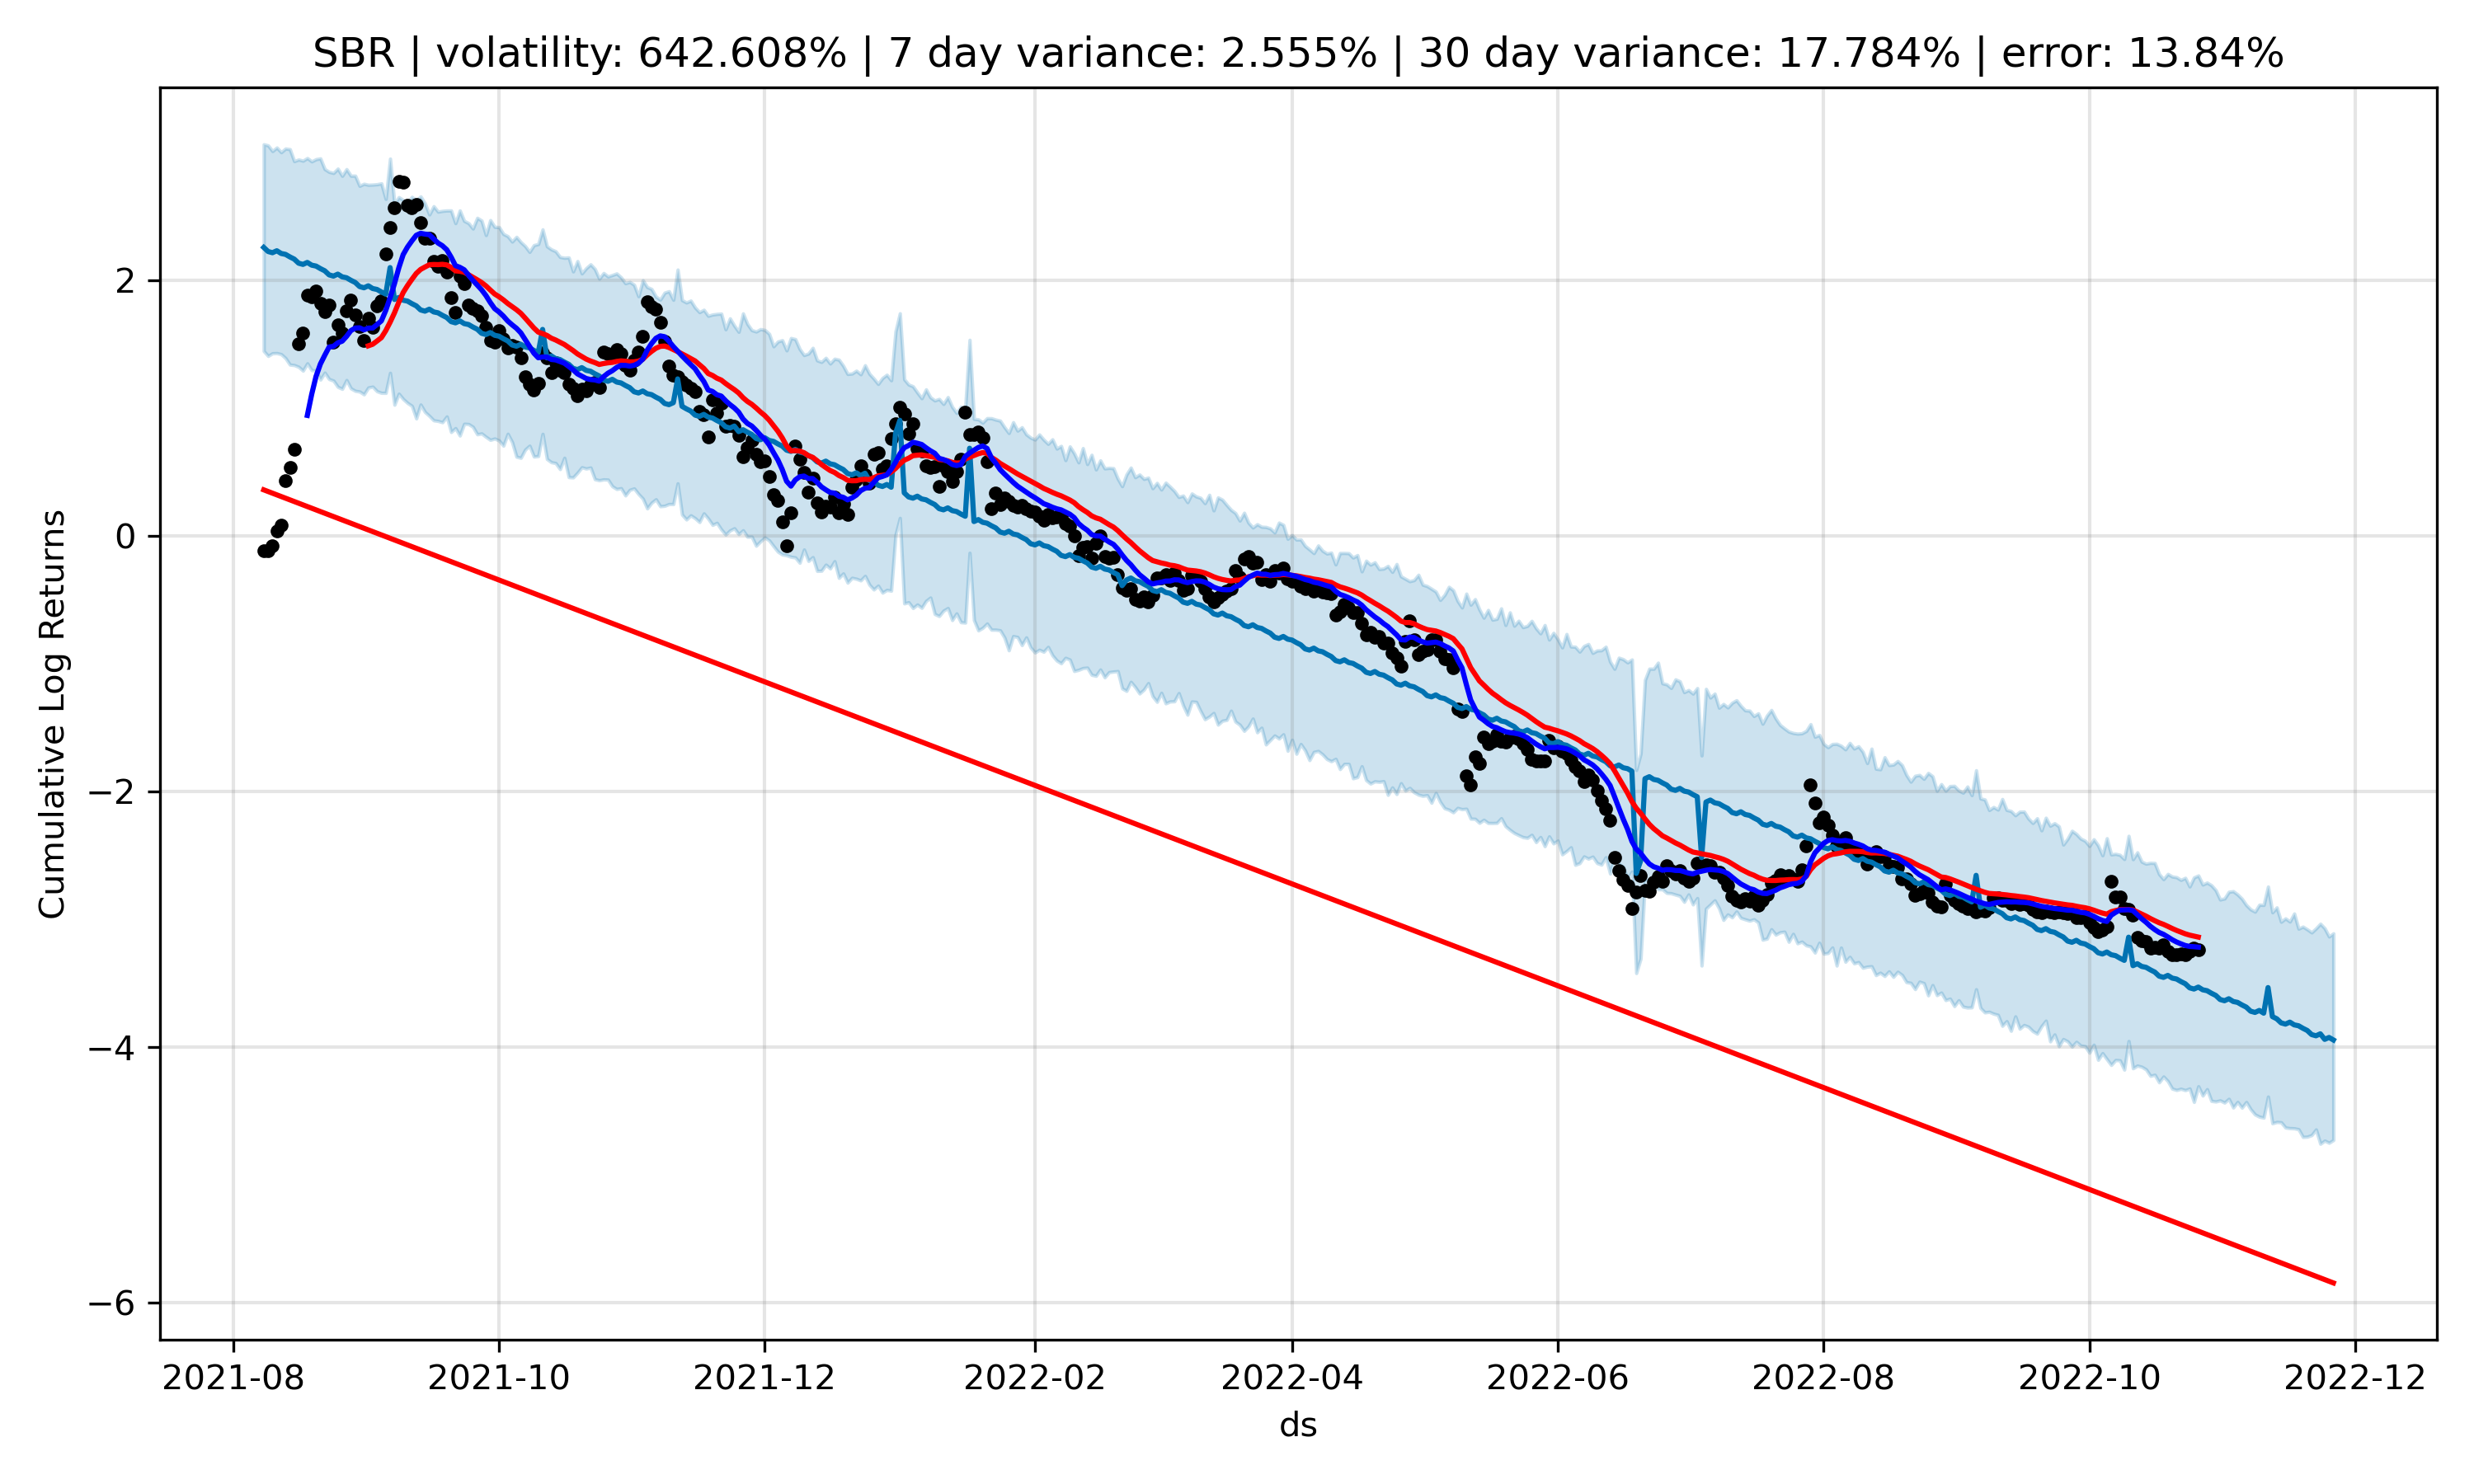 SBR | volatility: 642.608% | 7 day variance: 2.555% | 30 day variance: 17.784% | error: 13.84%
Cumulative Log Returns
2
0
−2
−4
−6
2021-08 2021-10 2021-12 2022-02 2022-04 2022-06 2022-08 2022-10 2022-12
ds